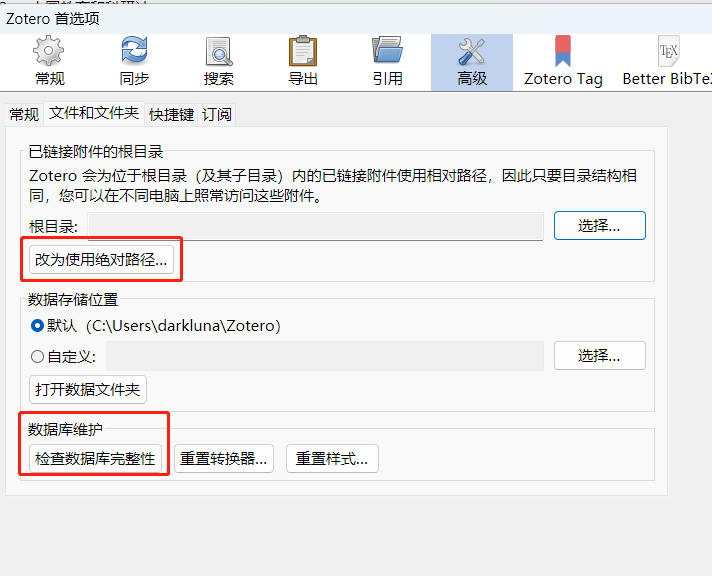 Zotero 首选项
常规 同步 搜索 导出 引用 高级 Zotero Tag Better BibTeX
常规 文件和文件夹 快捷键 订阅
已链接附件的根目录
Zotero 会为位于根目录（及其子目录）内的已链接附件使用相对路径，因此只要目录结构相
同，您可以在不同电脑上照常访问这些附件。
根目录: 选择...
改为使用绝对路径...
数据存储位置
默认（C:\Users\darkluna\Zotero）
自定义: 选择...
打开数据文件夹
数据库维护
检查数据库完整性 重置转换器... 重置样式...